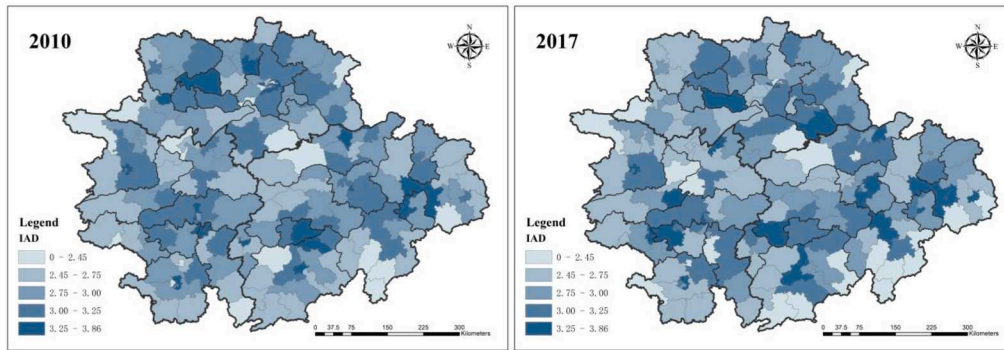 2010
N
W E
S
Legend
IAD
0 - 2.45
2.45 - 2.75
2.75 - 3.00
3.00 - 3.25
3.25 - 3.86
0 37.5 75 150 225 300
Kilometers
2017
N
W E
S
Legend
IAD
0 - 2.45
2.45 - 2.75
2.75 - 3.00
3.00 - 3.25
3.25 - 3.86
0 37.5 75 150 225 300
Kilometers